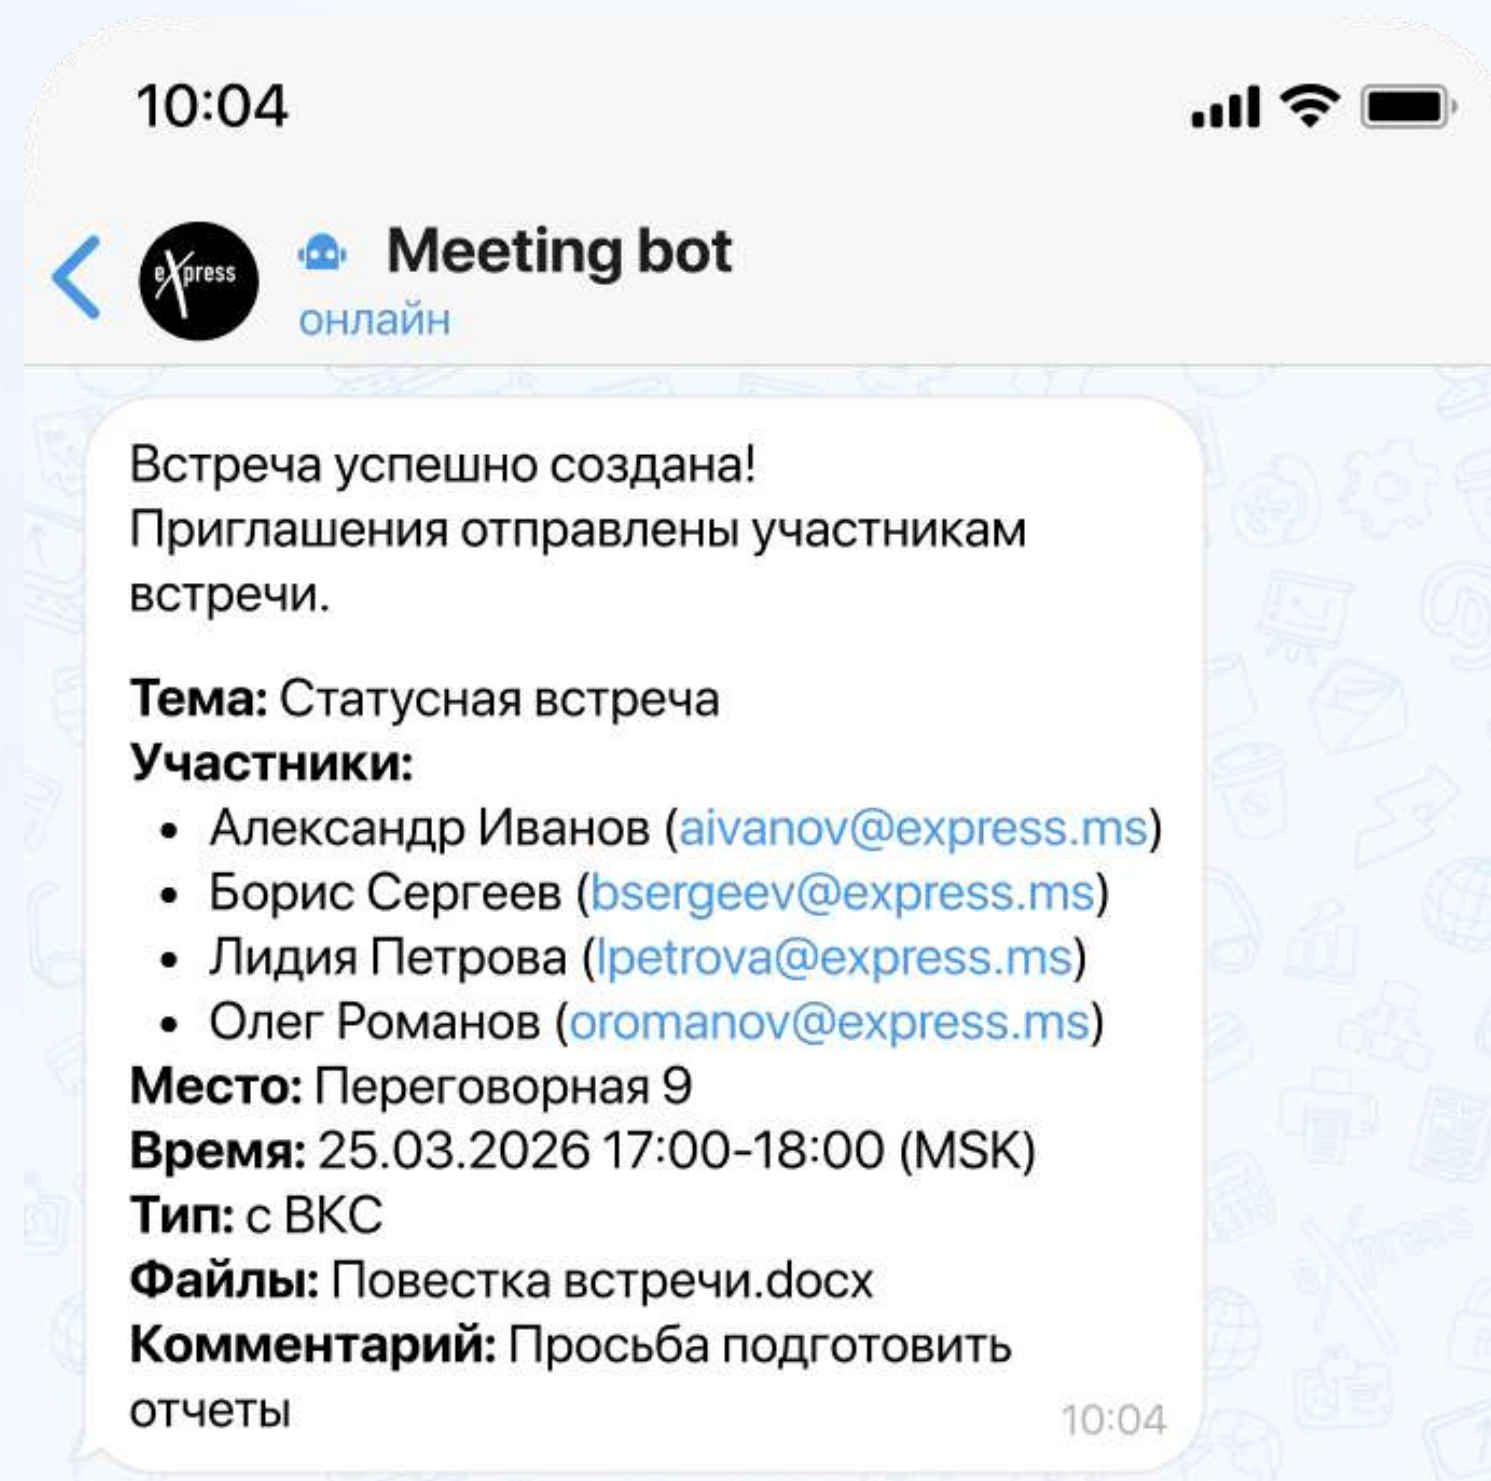 10:04
eXpress
Meeting bot
онлайн
Встреча успешно создана!
Приглашения отправлены участникам
встречи.
Тема: Статусная встреча
Участники:
• Александр Иванов (aivanov@express.ms)
• Борис Сергеев (bsergeev@express.ms)
• Лидия Петрова (lpetrova@express.ms)
• Олег Романов (oromanov@express.ms)
Место: Переговорная 9
Время: 25.03.2026 17:00-18:00 (MSK)
Тип: с ВКС
Файлы: Повестка встречи.docx
Комментарий: Просьба подготовить
отчеты
10:04
eXpress